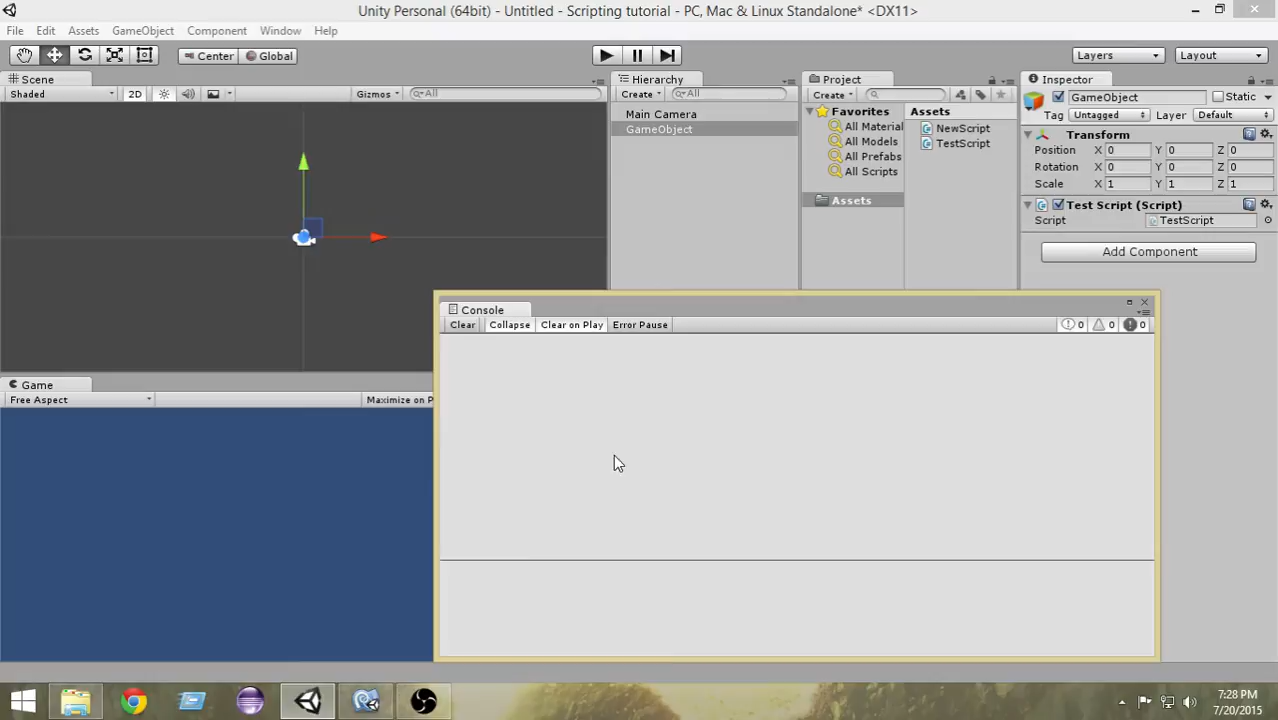 Unity Personal (64bit) - Untitled - Scripting tutorial - PC, Mac & Linux Standalone* <DX11>
File Edit Assets GameObject Component Window Help
Center Global Layers Layout
Scene
Shaded 2D Gizmos All
Hierarchy
Create All
Main Camera
GameObject
Project
Create
Favorites
All Material
All Models
All Prefabs
All Scripts
Assets
Assets
NewScript
TestScript
Inspector
GameObject Static
Tag Untagged Layer Default
Transform
Position X 0 Y 0 Z 0
Rotation X 0 Y 0 Z 0
Scale X 1 Y 1 Z 1
Test Script (Script)
Script TestScript
Add Component
Console
Clear Collapse Clear on Play Error Pause 0 0 0
Game
Free Aspect Maximize on P
7:28 PM
7/20/2015